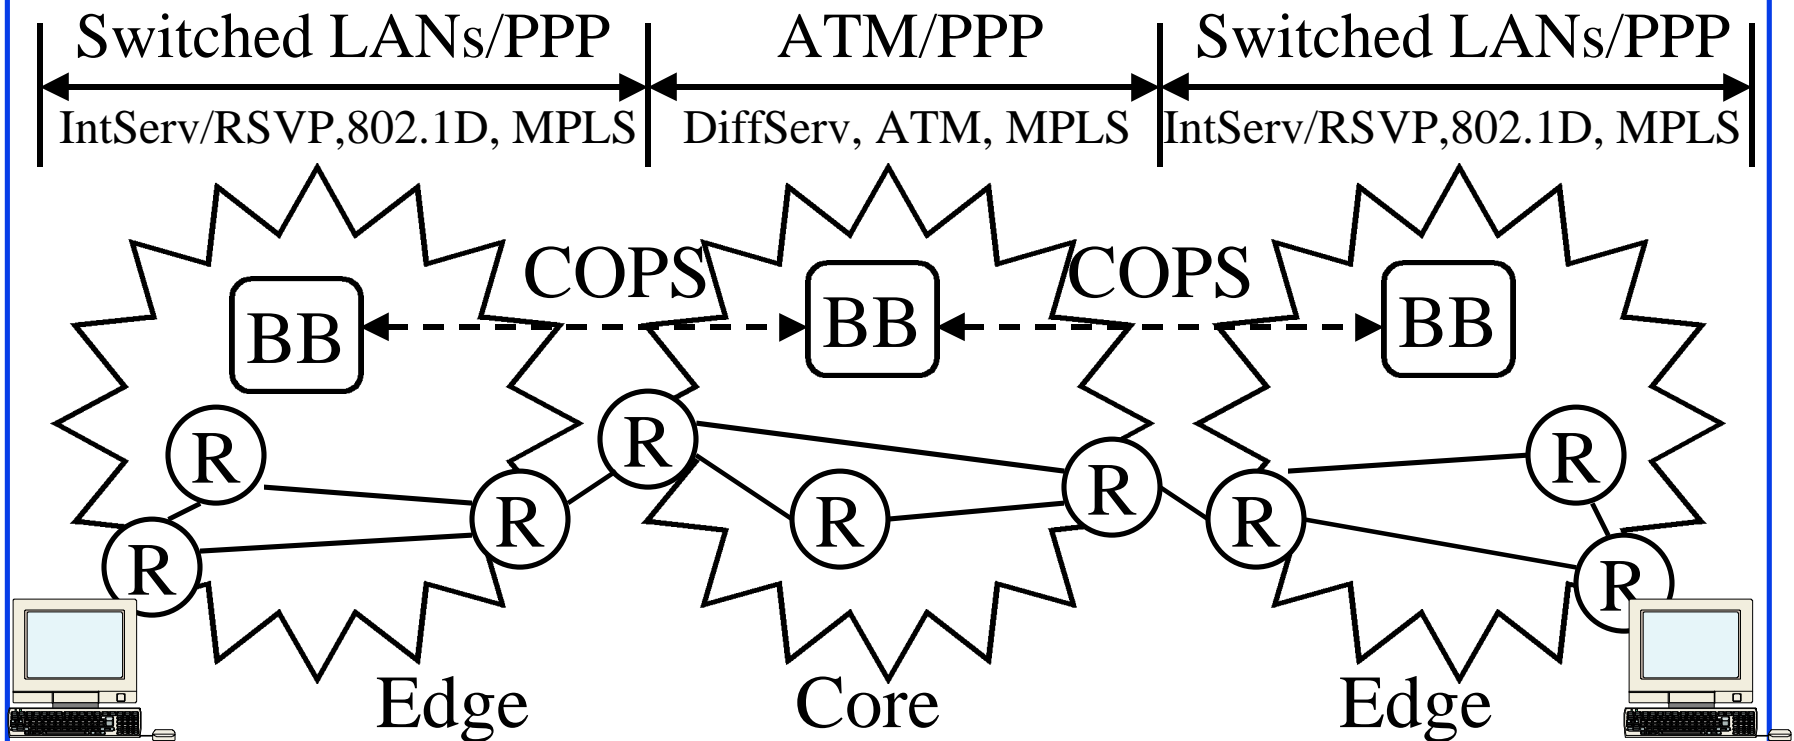 Switched LANs/PPP
ATM/PPP
Switched LANs/PPP
IntServ/RSVP,802.1D, MPLS
DiffServ, ATM, MPLS
IntServ/RSVP,802.1D, MPLS
COPS
COPS
BB
BB
BB
R
R
R
R
R
R
R
R
R
Edge
Core
Edge